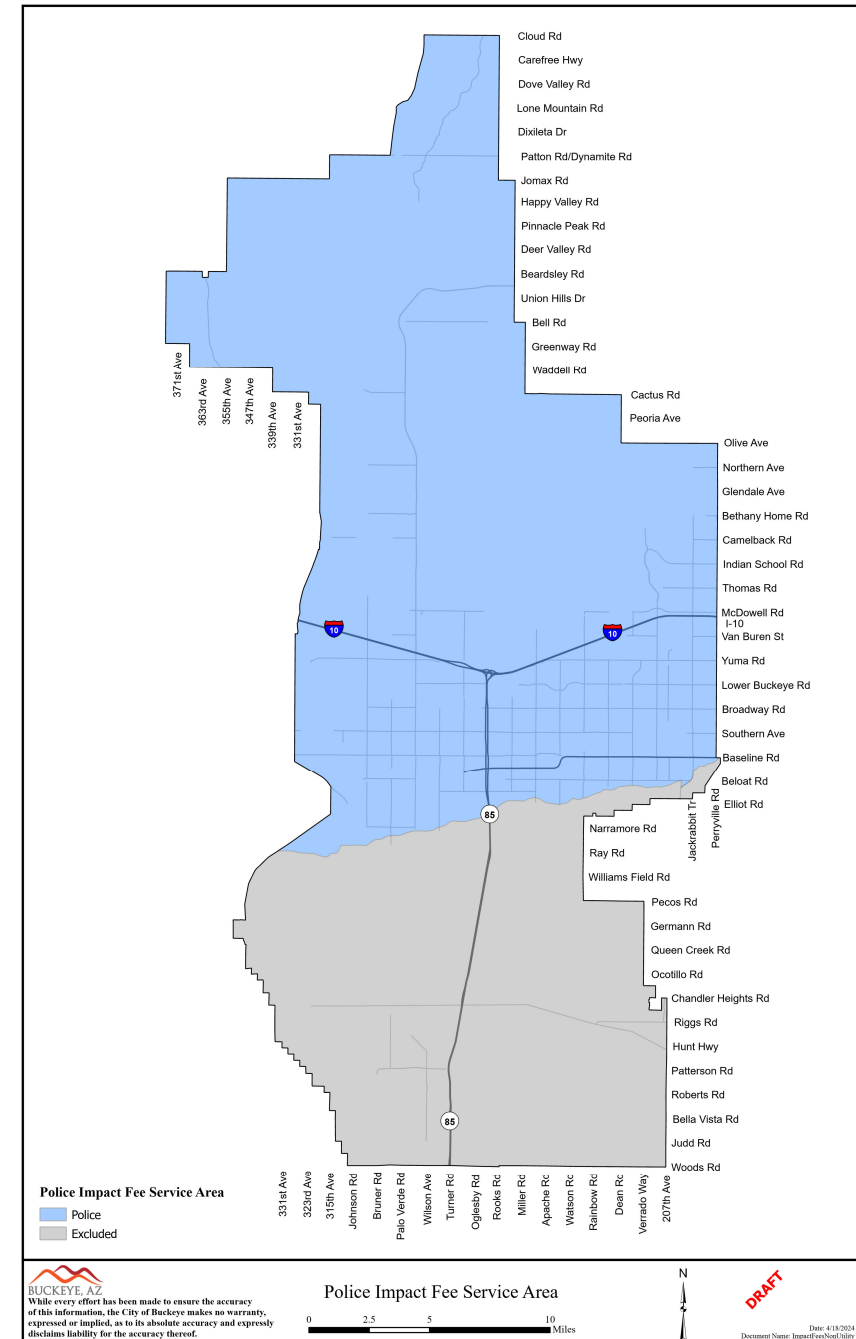 Cloud Rd
Carefree Hwy
Dove Valley Rd
Lone Mountain Rd
Dixileta Dr
Patton Rd/Dynamite Rd
Jomax Rd
Happy Valley Rd
Pinnacle Peak Rd
Deer Valley Rd
Beardsley Rd
Union Hills Dr
Bell Rd
Greenway Rd
Waddell Rd
371st Ave
363rd Ave
355th Ave
347th Ave
339th Ave
331st Ave
Cactus Rd
Peoria Ave
Olive Ave
Northern Ave
Glendale Ave
Bethany Home Rd
Camelback Rd
Indian School Rd
Thomas Rd
McDowell Rd
I-10
10
10
Van Buren St
Yuma Rd
Lower Buckeye Rd
Broadway Rd
Southern Ave
Baseline Rd
Beloat Rd
Elliot Rd
Jackrabbit Tr
Perryville Rd
85
Narramore Rd
Ray Rd
Williams Field Rd
Pecos Rd
Germann Rd
Queen Creek Rd
Ocotillo Rd
Chandler Heights Rd
Riggs Rd
Hunt Hwy
Patterson Rd
Roberts Rd
Bella Vista Rd
85
Judd Rd
Woods Rd
331st Ave
323rd Ave
315th Ave
Johnson Rd
Bruner Rd
Palo Verde Rd
Wilson Ave
Turner Rd
Oglesby Rd
Rooks Rd
Miller Rd
Apache Rd
Watson Rd
Rainbow Rd
Dean Rd
Verrado Way
207th Ave
Police Impact Fee Service Area
Police
Excluded
BUCKEYE, AZ
While every effort has been made to ensure the accuracy
of this information, the City of Buckeye makes no warranty,
expressed or implied, as to its absolute accuracy and expressly
disclaims liability for the accuracy thereof.
Police Impact Fee Service Area
0 2.5 5 10
Miles
N
DRAFT
Date: 4/18/2024
Document Name: ImpactFeesNonUtility